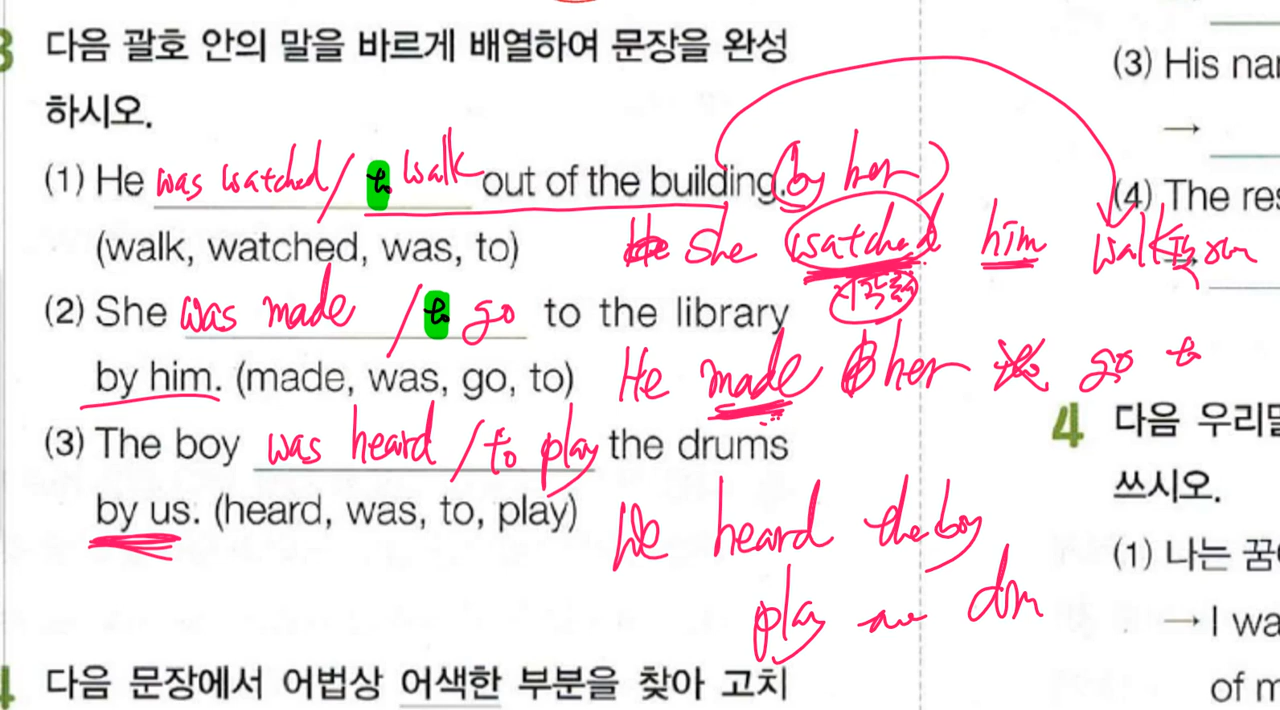 3 다음 괄호 안의 말을 바르게 배열하여 문장을 완성
하시오.
(1) He was watched / to walk out of the building. (by her)
(walk, watched, was, to)
She watched him walk
지각동
(2) She was made / to go to the library
by him. (made, was, go, to)
He made her go to
(3) The boy was heard / to play the drums
by us. (heard, was, to, play)
We heard the boy
play
다음 문장에서 어법상 어색한 부분을 찾아 고치
(3) His na
→
(4) The res
4 다음 우리말
쓰시오.
(1) 나는 꿈
→ I wa
of m